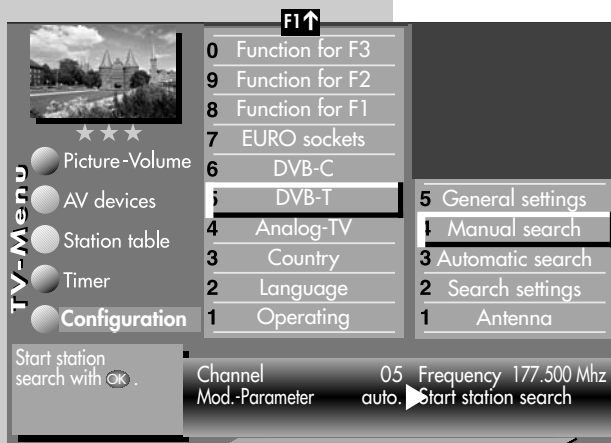 F1↑
0 Function for F3
9 Function for F2
8 Function for F1
7 EURO sockets
6 DVB-C
5 DVB-T
4 Analog-TV
3 Country
2 Language
1 Operating
TV-Menu
Picture-Volume
AV devices
Station table
Timer
Configuration
5 General settings
4 Manual search
3 Automatic search
2 Search settings
1 Antenna
Start station
search with OK .
Channel 05 Frequency 177.500 Mhz
Mod.-Parameter auto. Start station search